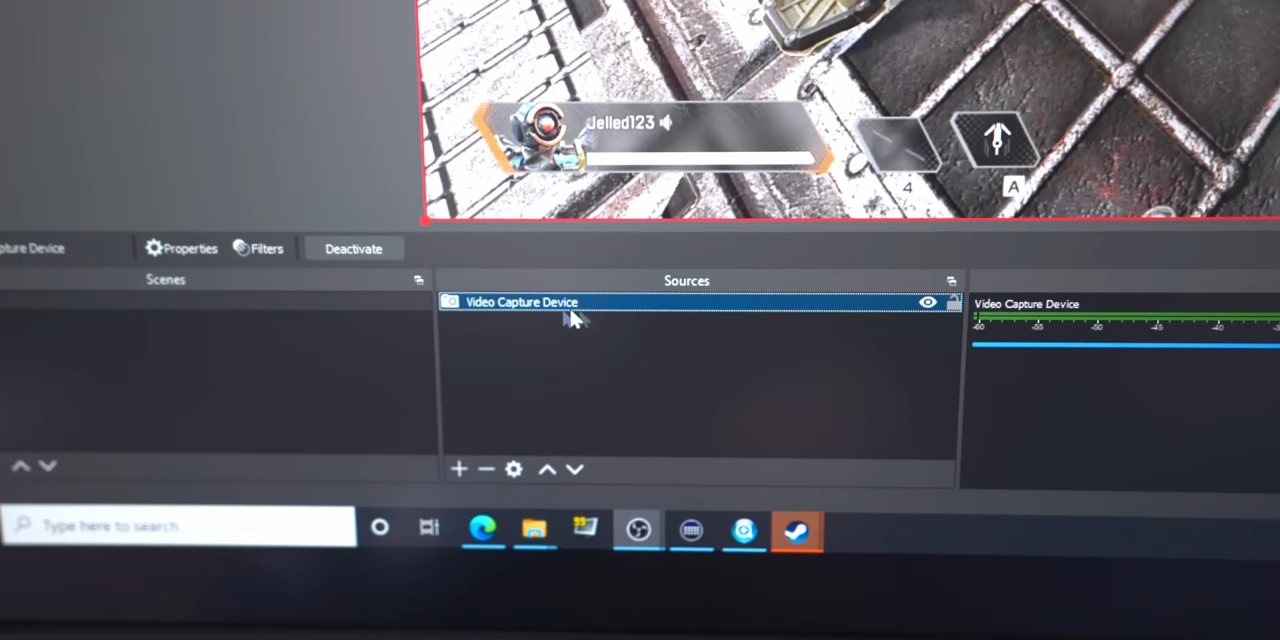 Jelled123
4
A
pture Device
Properties
Filters
Deactivate
Scenes
Sources
Video Capture Device
Video Capture Device
-60
-55
-50
-45
-40
Type here to search